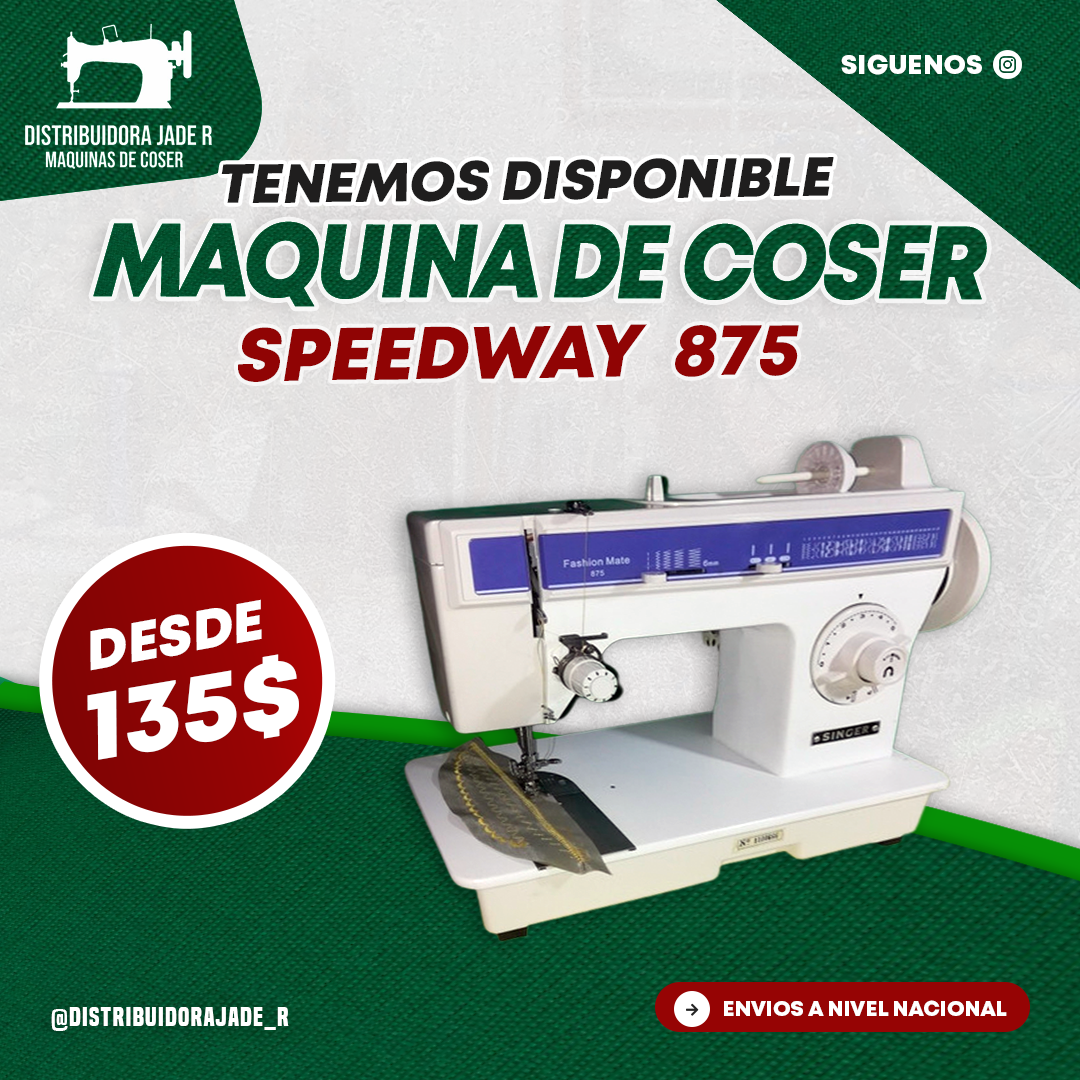 DISTRIBUIDORA JADE R
MAQUINAS DE COSER
SIGUENOS
TENEMOS DISPONIBLE
MAQUINA DE COSER
SPEEDWAY 875
DESDE
135$
Fashion Mate
875
6mm
SINGER
@DISTRIBUIDORAJADE_R
ENVIOS A NIVEL NACIONAL